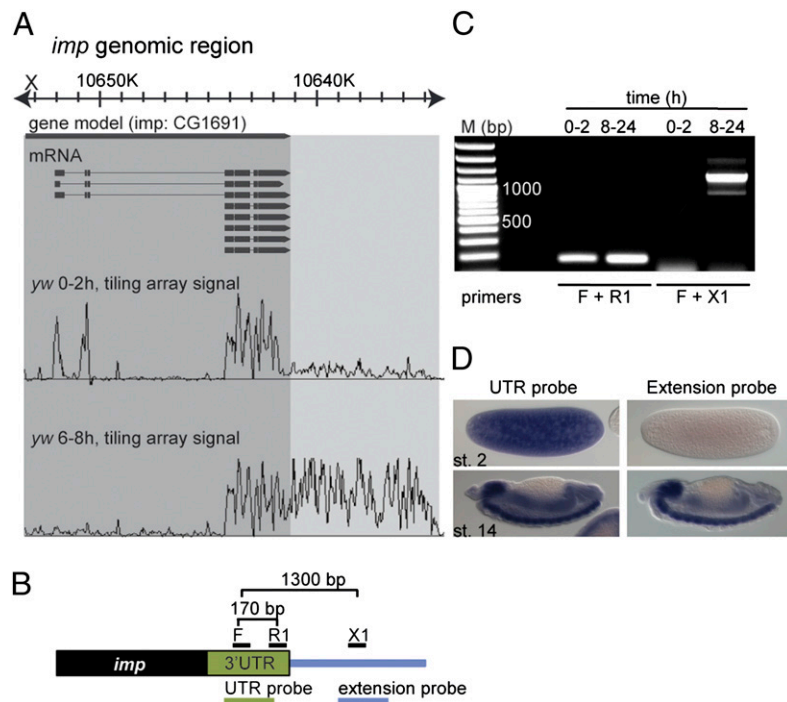 A
imp genomic region
X 10650K 10640K
gene model (imp: CG1691)
mRNA
yw 0-2h, tiling array signal
yw 6-8h, tiling array signal
B
1300 bp
170 bp
F R1 X1
imp 3'UTR
UTR probe extension probe
C
time (h)
M (bp) 0-2 8-24 0-2 8-24
1000
500
primers F + R1 F + X1
D
UTR probe Extension probe
st. 2
st. 14